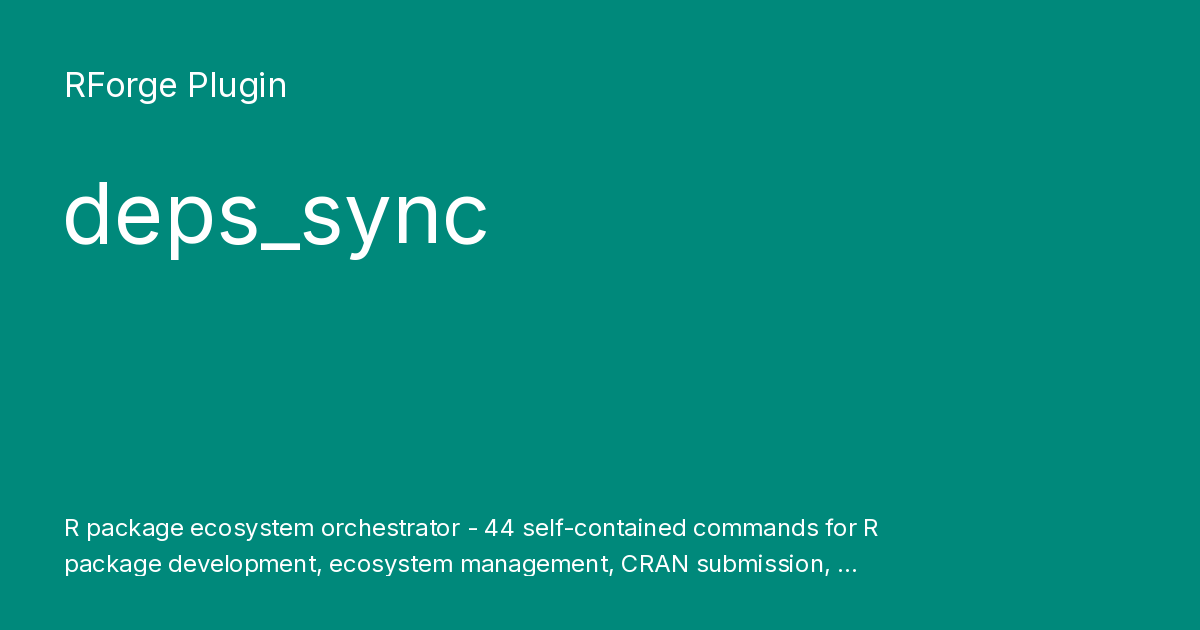 RForge Plugin
deps_sync
R package ecosystem orchestrator - 44 self-contained commands for R
package development, ecosystem management, CRAN submission, ...